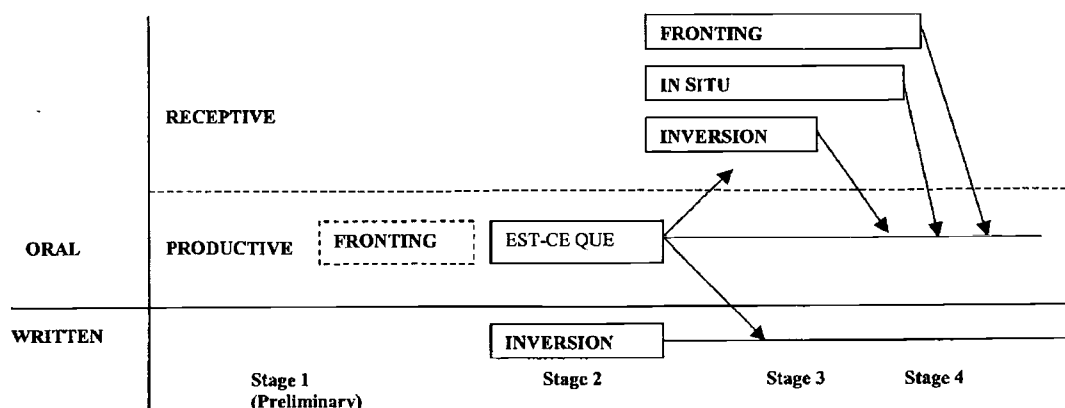 FRONTING
IN SITU
RECEPTIVE
INVERSION
ORAL
PRODUCTIVE
FRONTING
EST-CE QUE
WRITTEN
INVERSION
Stage 1
(Preliminary)
Stage 2
Stage 3
Stage 4